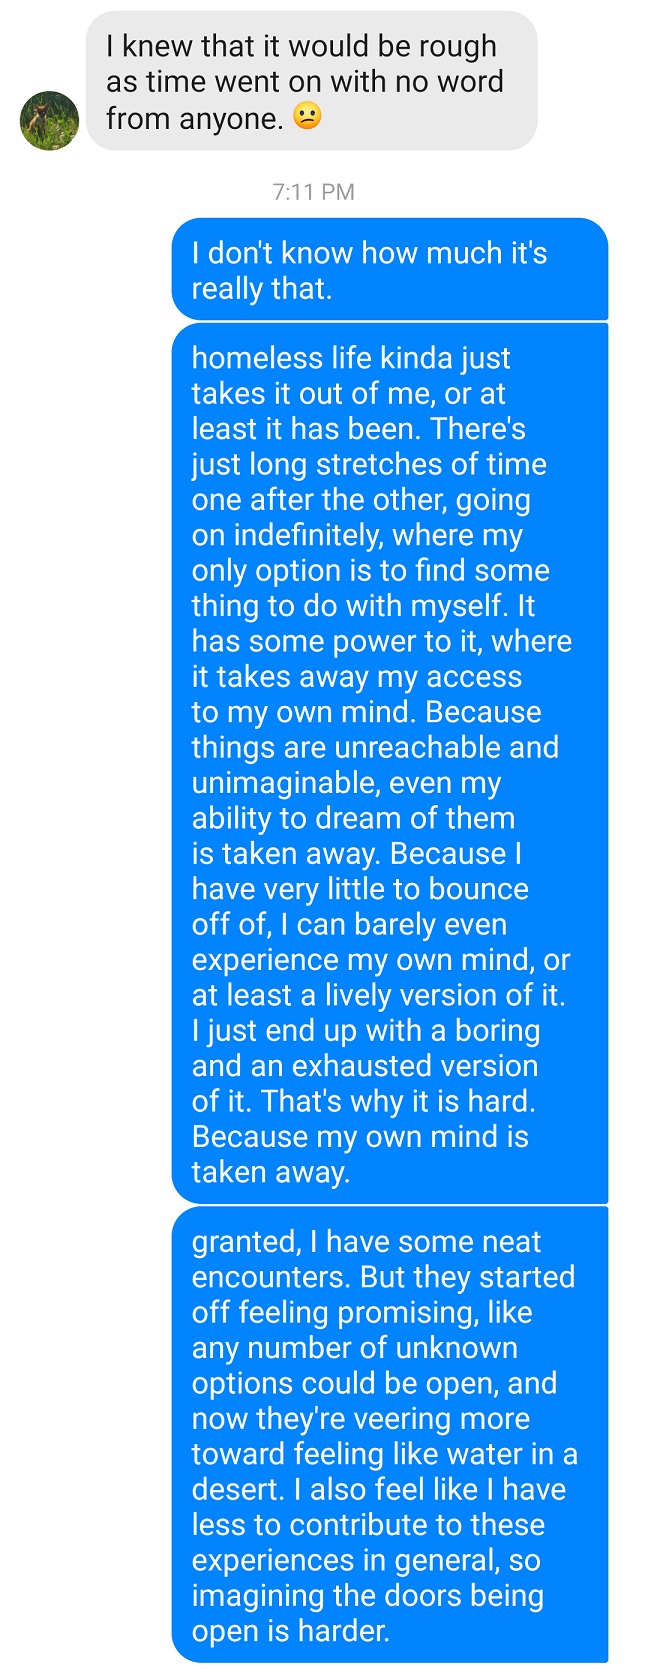 I knew that it would be rough
as time went on with no word
from anyone. 😕
7:11 PM
I don't know how much it's
really that.
homeless life kinda just
takes it out of me, or at
least it has been. There's
just long stretches of time
one after the other, going
on indefinitely, where my
only option is to find some
thing to do with myself. It
has some power to it, where
it takes away my access
to my own mind. Because
things are unreachable and
unimaginable, even my
ability to dream of them
is taken away. Because I
have very little to bounce
off of, I can barely even
experience my own mind, or
at least a lively version of it.
I just end up with a boring
and an exhausted version
of it. That's why it is hard.
Because my own mind is
taken away.
granted, I have some neat
encounters. But they started
off feeling promising, like
any number of unknown
options could be open, and
now they're veering more
toward feeling like water in a
desert. I also feel like I have
less to contribute to these
experiences in general, so
imagining the doors being
open is harder.